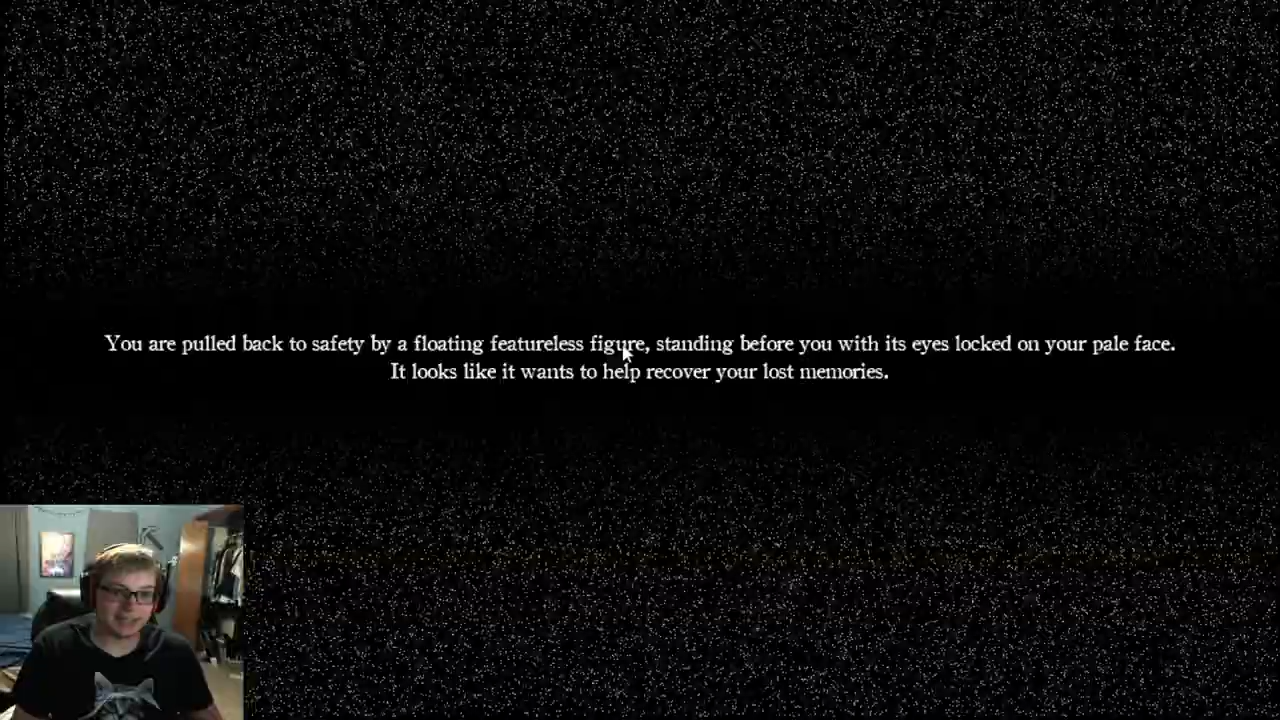 You are pulled back to safety by a floating featureless figure, standing before you with its eyes locked on your pale face.
It looks like it wants to help recover your lost memories.